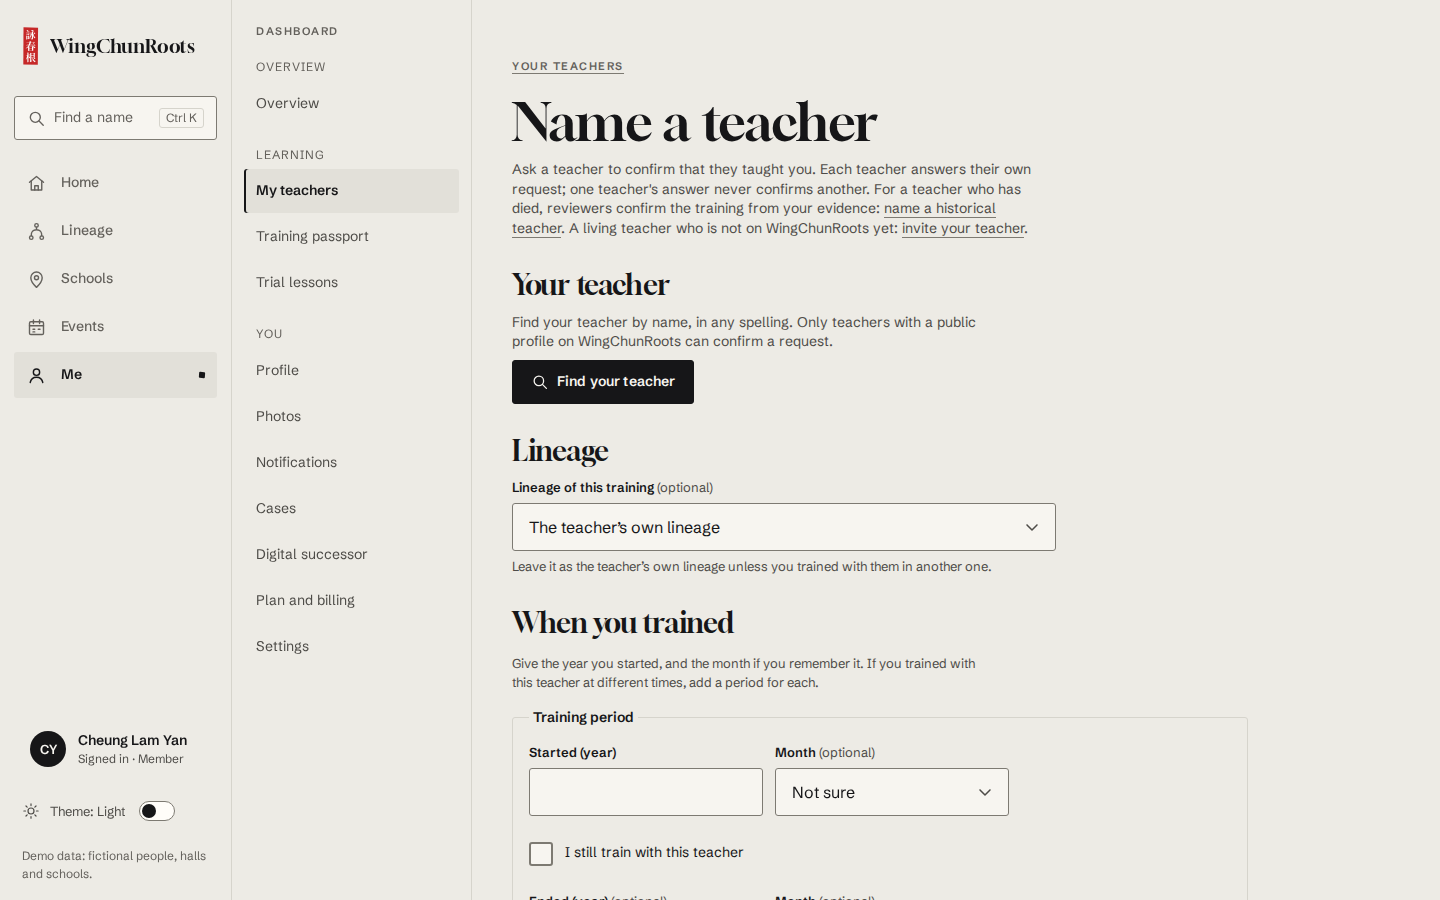 詠春根
WingChunRoots
Find a name
Ctrl K
Home
Lineage
Schools
Events
Me
CY
Cheung Lam Yan
Signed in · Member
Theme: Light
Demo data: fictional people, halls
and schools.
DASHBOARD
OVERVIEW
Overview
LEARNING
My teachers
Training passport
Trial lessons
YOU
Profile
Photos
Notifications
Cases
Digital successor
Plan and billing
Settings
YOUR TEACHERS
Name a teacher
Ask a teacher to confirm that they taught you. Each teacher answers their own
request; one teacher's answer never confirms another. For a teacher who has
died, reviewers confirm the training from your evidence: name a historical
teacher. A living teacher who is not on WingChunRoots yet: invite your teacher.
Your teacher
Find your teacher by name, in any spelling. Only teachers with a public
profile on WingChunRoots can confirm a request.
Find your teacher
Lineage
Lineage of this training (optional)
The teacher’s own lineage
Leave it as the teacher’s own lineage unless you trained with them in another one.
When you trained
Give the year you started, and the month if you remember it. If you trained with
this teacher at different times, add a period for each.
Training period
Started (year)
Month (optional)
Not sure
I still train with this teacher
Ended (year) (optional)
Month (optional)